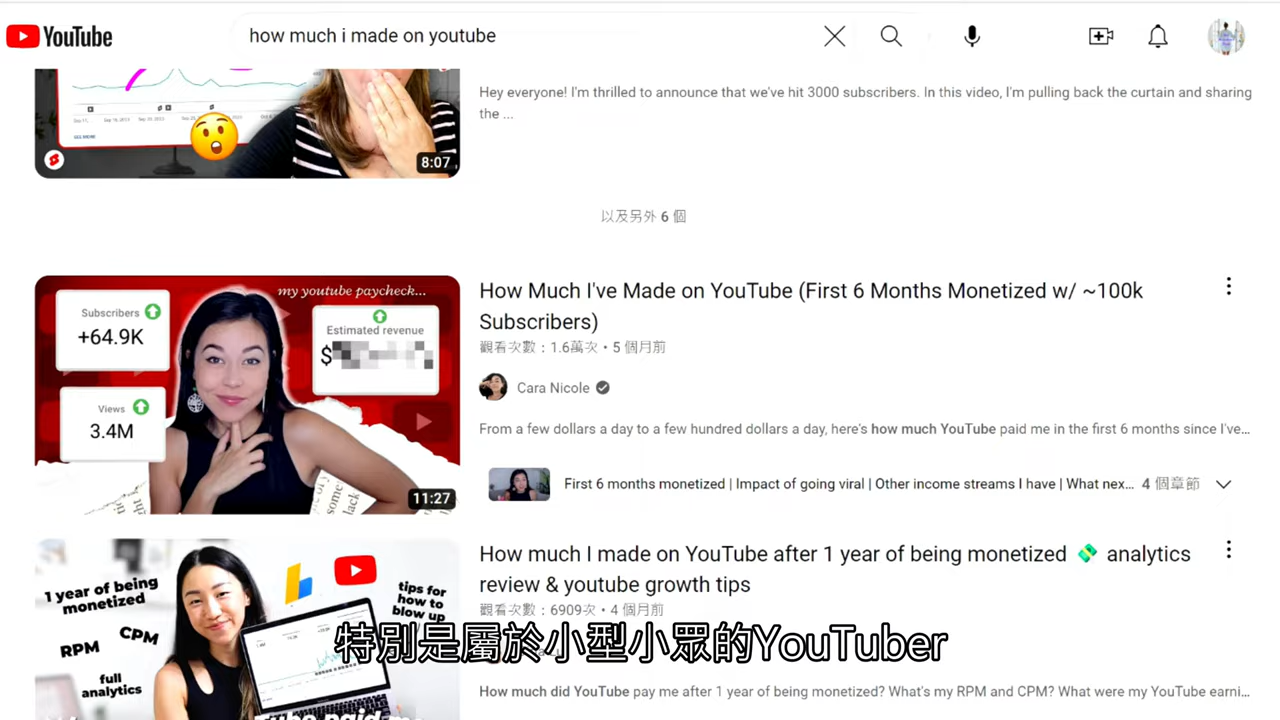 YouTube
how much i made on youtube
Hey everyone! I'm thrilled to announce that we've hit 3000 subscribers. In this video, I'm pulling back the curtain and sharing
the ...
SEE MORE
8:07
以及另外 6 個
my youtube paycheck...
Subscribers
+64.9K
Estimated revenue
$
Views
3.4M
11:27
How Much I've Made on YouTube (First 6 Months Monetized w/ ~100k
Subscribers)
觀看次數：1.6萬次 • 5 個月前
Cara Nicole
From a few dollars a day to a few hundred dollars a day, here's how much YouTube paid me in the first 6 months since I've...
First 6 months monetized | Impact of going viral | Other income streams I have | What nex...
4 個章節
1 year of being
monetized
RPM
CPM
full
analytics
tips for
how to
blow up
How much I made on YouTube after 1 year of being monetized 💸 analytics
review & youtube growth tips
觀看次數：6909次 • 4 個月前
特別是屬於小型小眾的YouTuber
How much did YouTube pay me after 1 year of being monetized? What's my RPM and CPM? What were my YouTube earni...